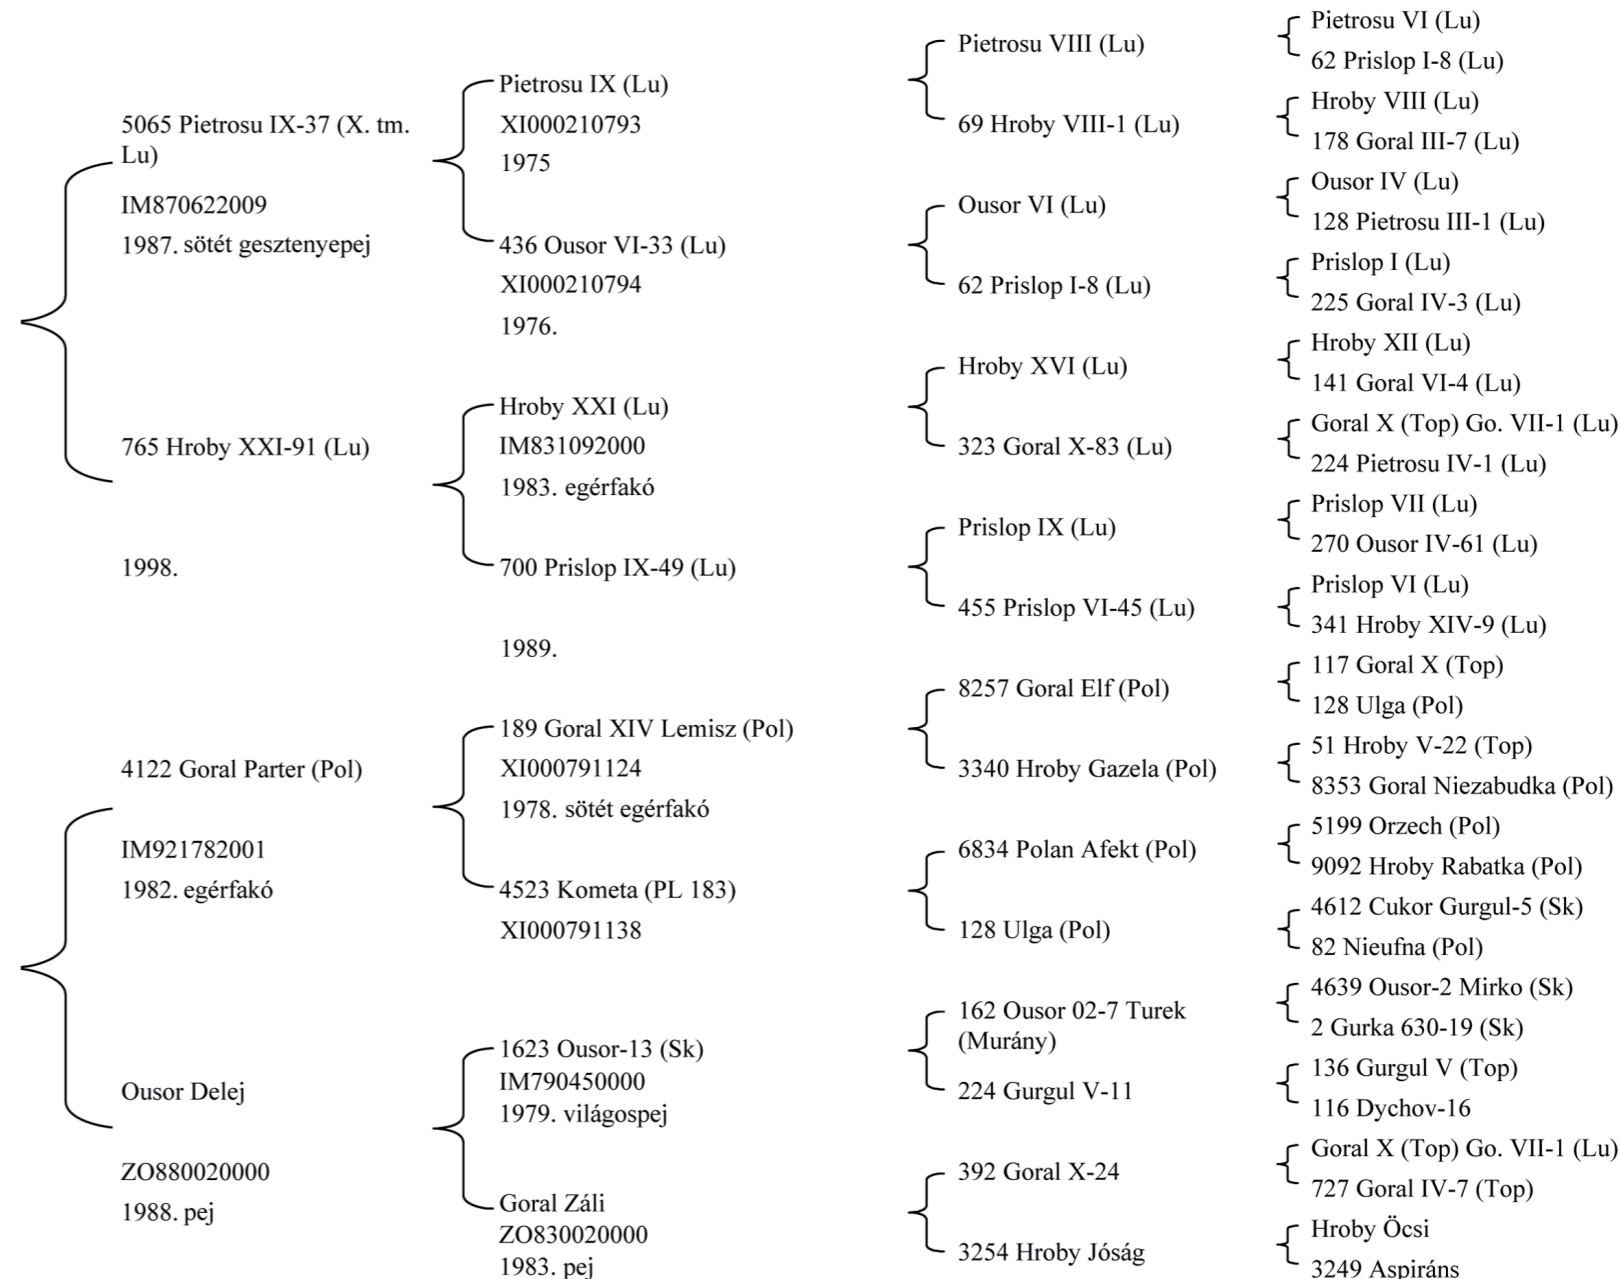 5065 Pietrosu IX-37 (X. tm.
Lu)
IM870622009
1987. sötét gesztenyepej
765 Hroby XXI-91 (Lu)
1998.
4122 Goral Parter (Pol)
IM921782001
1982. egérfakó
Ousor Delej
ZO880020000
1988. pej
Pietrosu IX (Lu)
XI000210793
1975
436 Ousor VI-33 (Lu)
XI000210794
1976.
Hroby XXI (Lu)
IM831092000
1983. egérfakó
700 Prislop IX-49 (Lu)
1989.
189 Goral XIV Lemisz (Pol)
XI000791124
1978. sötét egérfakó
4523 Kometa (PL 183)
XI000791138
1623 Ousor-13 (Sk)
IM790450000
1979. világospej
Goral Záli
ZO830020000
1983. pej
Pietrosu VIII (Lu)
69 Hroby VIII-1 (Lu)
Ousor VI (Lu)
62 Prislop I-8 (Lu)
Hroby XVI (Lu)
323 Goral X-83 (Lu)
Prislop IX (Lu)
455 Prislop VI-45 (Lu)
8257 Goral Elf (Pol)
3340 Hroby Gazela (Pol)
6834 Polan Afekt (Pol)
128 Ulga (Pol)
162 Ousor 02-7 Turek
(Murány)
224 Gurgul V-11
392 Goral X-24
3254 Hroby Jóság
Pietrosu VI (Lu)
62 Prislop I-8 (Lu)
Hroby VIII (Lu)
178 Goral III-7 (Lu)
Ousor IV (Lu)
128 Pietrosu III-1 (Lu)
Prislop I (Lu)
225 Goral IV-3 (Lu)
Hroby XII (Lu)
141 Goral VI-4 (Lu)
Goral X (Top) Go. VII-1 (Lu)
224 Pietrosu IV-1 (Lu)
Prislop VII (Lu)
270 Ousor IV-61 (Lu)
Prislop VI (Lu)
341 Hroby XIV-9 (Lu)
117 Goral X (Top)
128 Ulga (Pol)
51 Hroby V-22 (Top)
8353 Goral Niezabudka (Pol)
5199 Orzech (Pol)
9092 Hroby Rabatka (Pol)
4612 Cukor Gurgul-5 (Sk)
82 Nieufna (Pol)
4639 Ousor-2 Mirko (Sk)
2 Gurka 630-19 (Sk)
136 Gurgul V (Top)
116 Dychov-16
Goral X (Top) Go. VII-1 (Lu)
727 Goral IV-7 (Top)
Hroby Öcsi
3249 Aspiráns